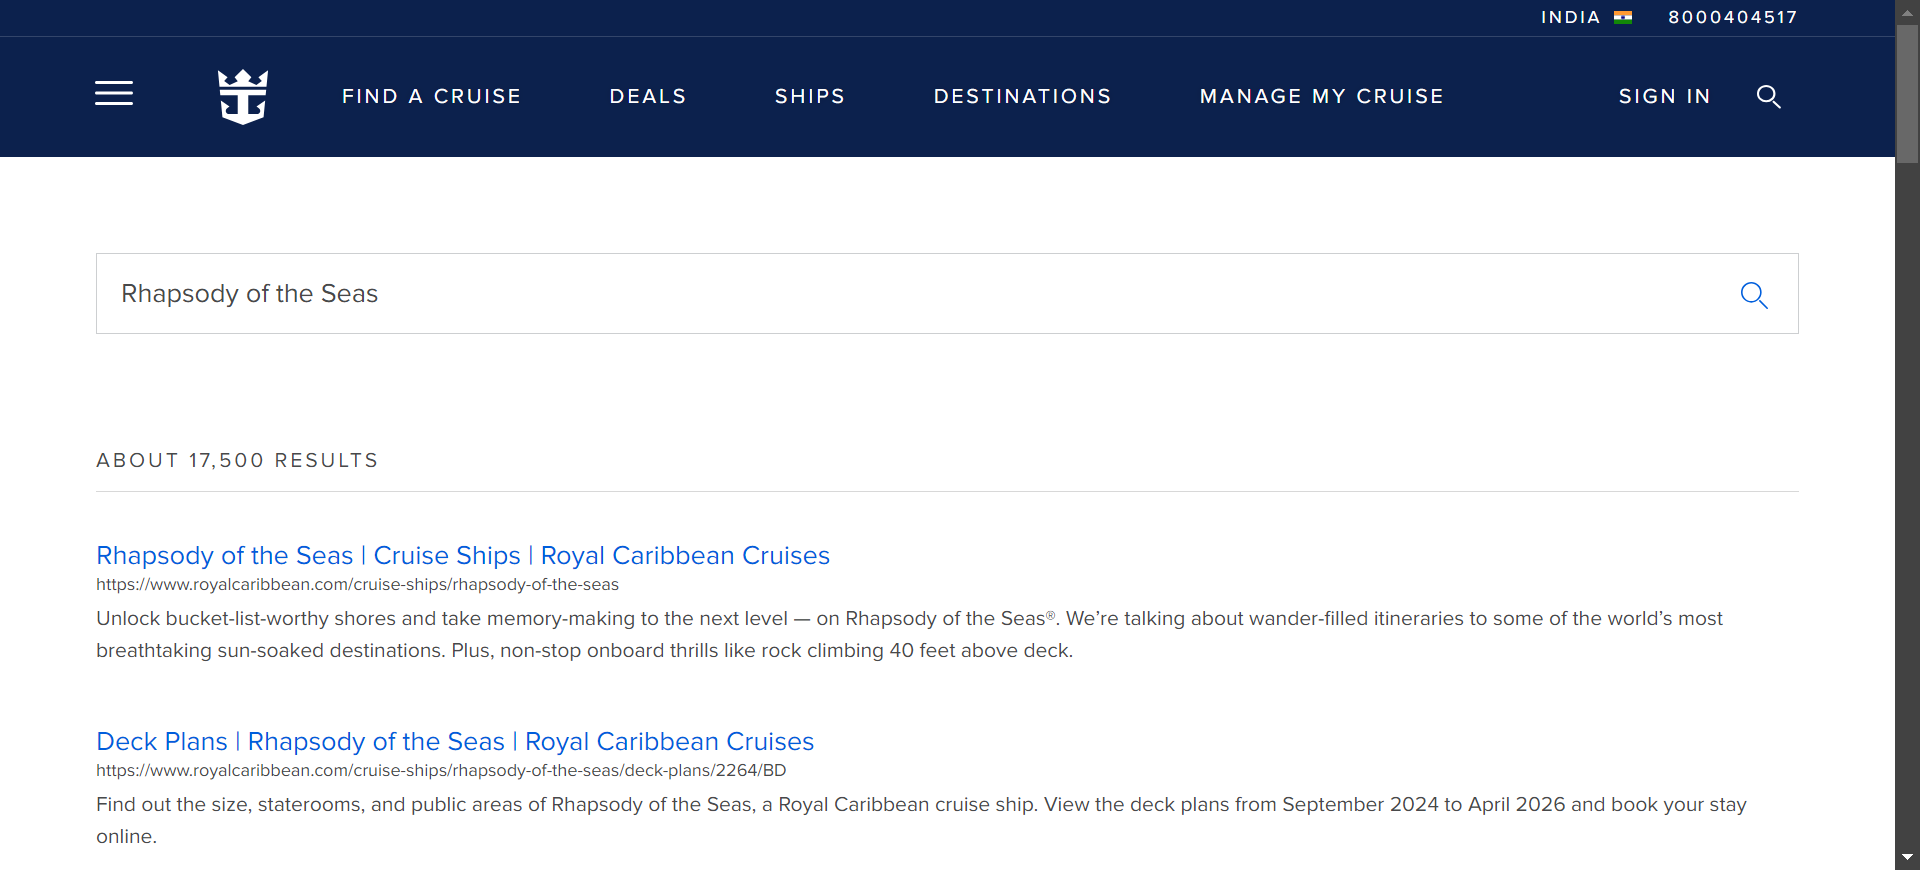 INDIA 8000404517
FIND A CRUISE DEALS SHIPS DESTINATIONS MANAGE MY CRUISE SIGN IN
Rhapsody of the Seas
ABOUT 17,500 RESULTS
Rhapsody of the Seas | Cruise Ships | Royal Caribbean Cruises
https://www.royalcaribbean.com/cruise-ships/rhapsody-of-the-seas
Unlock bucket-list-worthy shores and take memory-making to the next level — on Rhapsody of the Seas®. We’re talking about wander-filled itineraries to some of the world’s most
breathtaking sun-soaked destinations. Plus, non-stop onboard thrills like rock climbing 40 feet above deck.
Deck Plans | Rhapsody of the Seas | Royal Caribbean Cruises
https://www.royalcaribbean.com/cruise-ships/rhapsody-of-the-seas/deck-plans/2264/BD
Find out the size, staterooms, and public areas of Rhapsody of the Seas, a Royal Caribbean cruise ship. View the deck plans from September 2024 to April 2026 and book your stay
online.